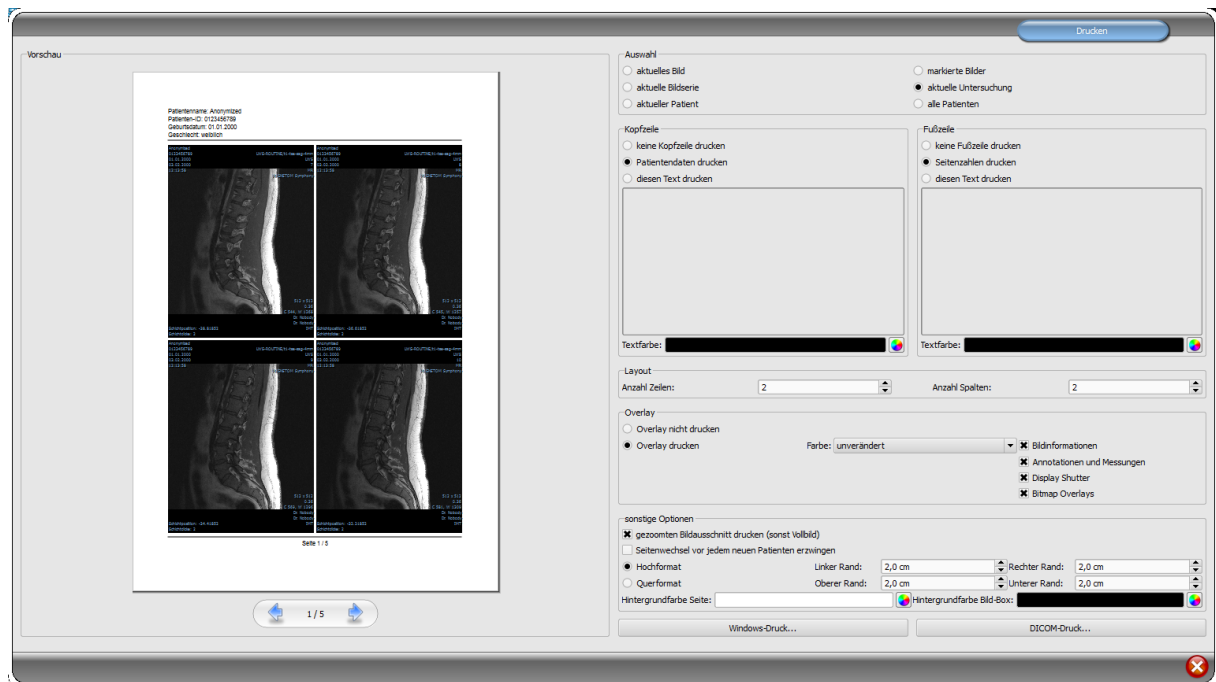 Drucken
Vorschau
Patientenname: Anonymized
Patienten-ID: 0123456789
Geburtsdatum: 01.01.2000
Geschlecht: weiblich
Seite 1 / 5
1 / 5
Auswahl
aktuelles Bild
markierte Bilder
aktuelle Bildserie
aktuelle Untersuchung
aktueller Patient
alle Patienten
Kopfzeile
keine Kopfzeile drucken
Patientendaten drucken
diesen Text drucken
Textfarbe:
Fußzeile
keine Fußzeile drucken
Seitenzahlen drucken
diesen Text drucken
Textfarbe:
Layout
Anzahl Zeilen: 2 Anzahl Spalten: 2
Overlay
Overlay nicht drucken
Overlay drucken Farbe: unverändert Bildinformationen
Annotationen und Messungen
Display Shutter
Bitmap Overlays
sonstige Optionen
gezoomten Bildausschnitt drucken (sonst Vollbild)
Seitenwechsel vor jedem neuen Patienten erzwingen
Hochformat Linker Rand: 2,0 cm Rechter Rand: 2,0 cm
Querformat Oberer Rand: 2,0 cm Unterer Rand: 2,0 cm
Hintergrundfarbe Seite: Hintergrundfarbe Bild-Box:
Windows-Druck... DICOM-Druck...